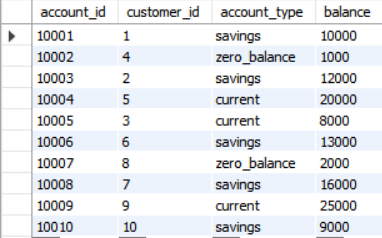 account_id customer_id account_type balance
10001 1 savings 10000
10002 4 zero_balance 1000
10003 2 savings 12000
10004 5 current 20000
10005 3 current 8000
10006 6 savings 13000
10007 8 zero_balance 2000
10008 7 savings 16000
10009 9 current 25000
10010 10 savings 9000